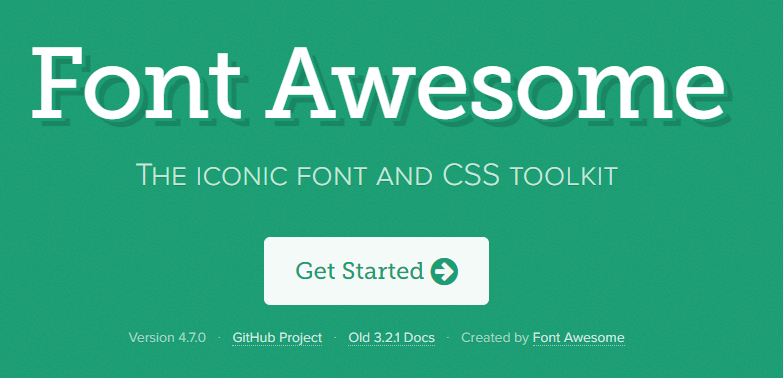 Font Awesome
The iconic font and CSS toolkit
Get Started
Version 4.7.0 · GitHub Project · Old 3.2.1 Docs · Created by Font Awesome